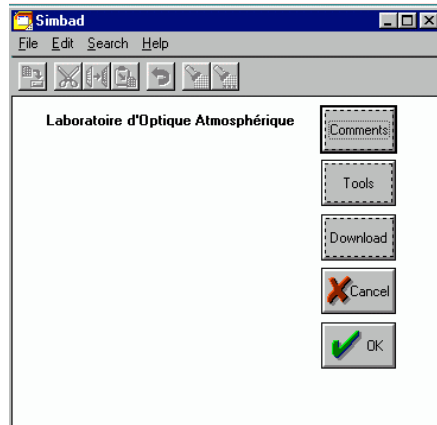 Simbad
File Edit Search Help
Laboratoire d'Optique Atmosphérique
Comments
Tools
Download
Cancel
OK